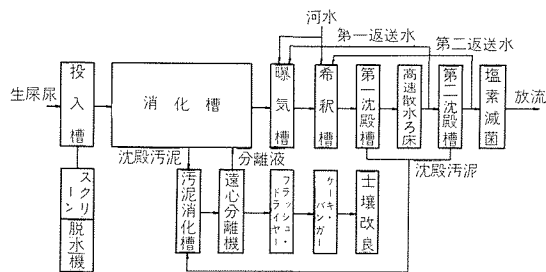 河水
第一返送水
第二返送水
生屎尿
投入槽
消化槽
曝気槽
希釈槽
第一沈殿槽
高速散水ろ床
第二沈殿槽
塩素滅菌
放流
沈殿汚泥
分離液
沈殿汚泥
スクリーン
脱水機
汚泥消化槽
遠心分離機
フラッシュ・ドライヤー
ケーキ・バンガー
土壌改良